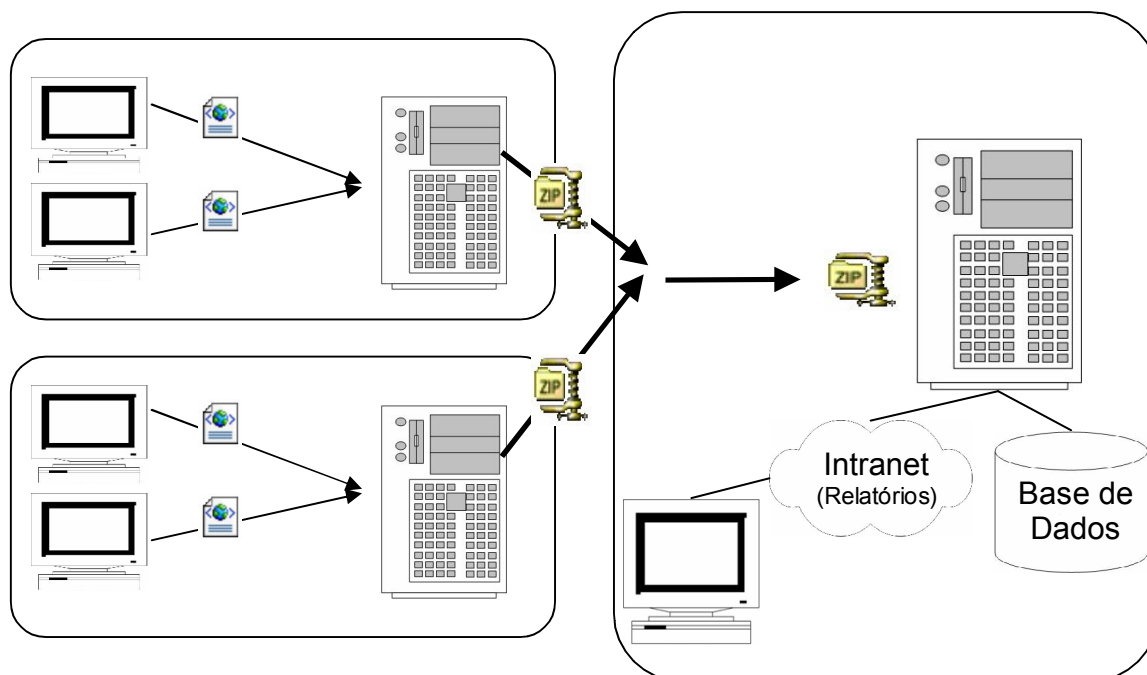 ZIP
ZIP
ZIP
Intranet
(Relatórios)
Base de
Dados